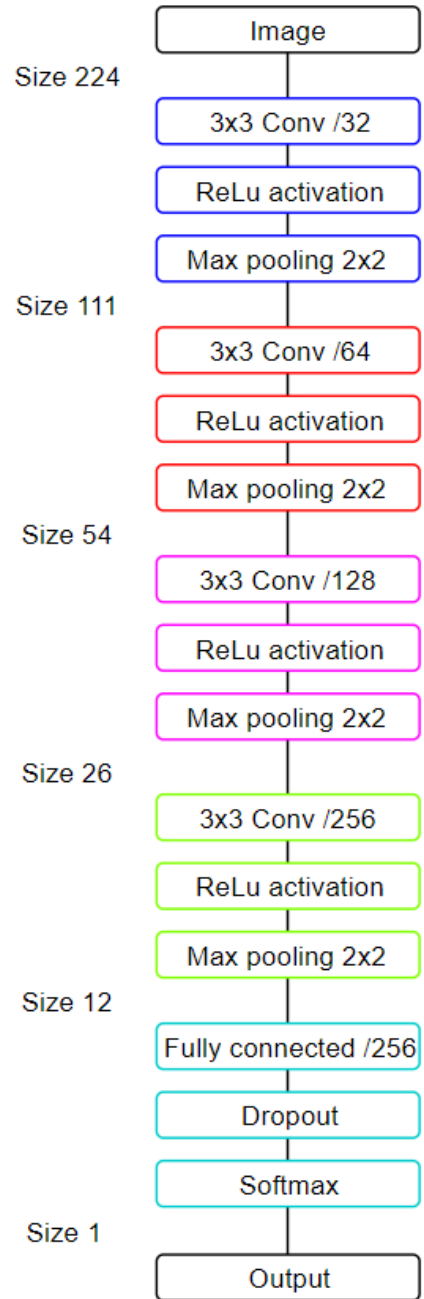 Image
Size 224
3x3 Conv /32
ReLu activation
Max pooling 2x2
Size 111
3x3 Conv /64
ReLu activation
Max pooling 2x2
Size 54
3x3 Conv /128
ReLu activation
Max pooling 2x2
Size 26
3x3 Conv /256
ReLu activation
Max pooling 2x2
Size 12
Fully connected /256
Dropout
Softmax
Size 1
Output